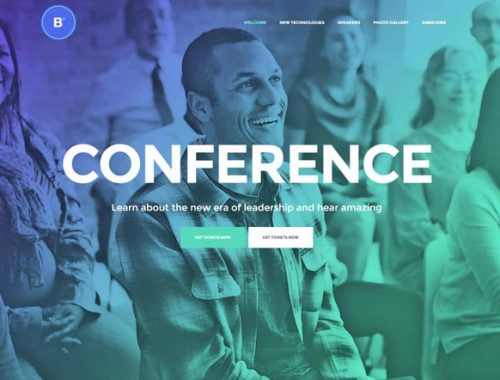 B'
WELCOME NEW TECHNOLOGIES SPEAKERS PHOTO GALLERY SUBSCRIBE
CONFERENCE
Learn about the new era of leadership and hear amazing
GET TICKETS NOW GET TICKETS NOW